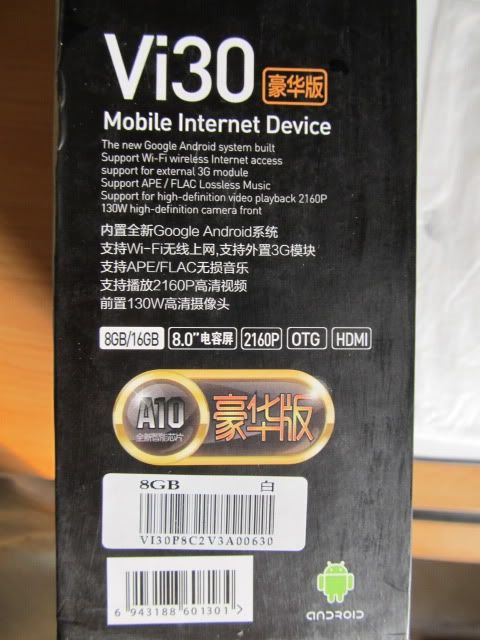 Vi30 豪华版
Mobile Internet Device
The new Google Android system built
Support Wi-Fi wireless Internet access
support for external 3G module
Support APE / FLAC Lossless Music
Support for high-definition video playback 2160P
130W high-definition camera front
内置全新Google Android系统
支持Wi-Fi无线上网,支持外置3G模块
支持APE/FLAC无损音乐
支持播放2160P高清视频
前置130W高清摄像头
8GB/16GB 8.0"电容屏 2160P OTG HDMI
A10 豪华版
全新智能芯片
8GB 白
VI30P8C2V3A00630
6 943188 601301 >
ANDROID